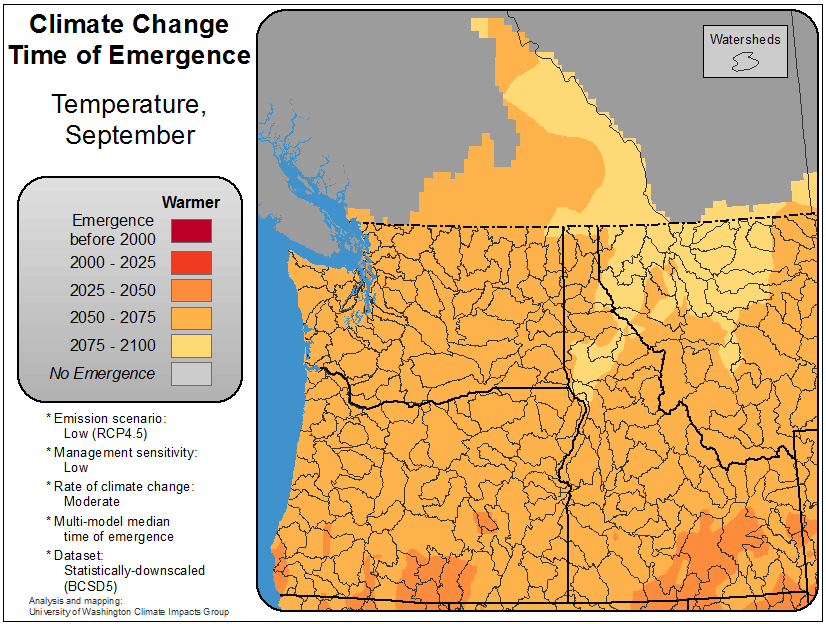 Climate Change
Time of Emergence
Temperature,
September
Warmer
Emergence
before 2000
2000 - 2025
2025 - 2050
2050 - 2075
2075 - 2100
No Emergence
* Emission scenario:
Low (RCP4.5)
* Management sensitivity:
Low
* Rate of climate change:
Moderate
* Multi-model median
time of emergence
* Dataset:
Statistically-downscaled
(BCSD5)
Analysis and mapping:
University of Washington Climate Impacts Group
Watersheds